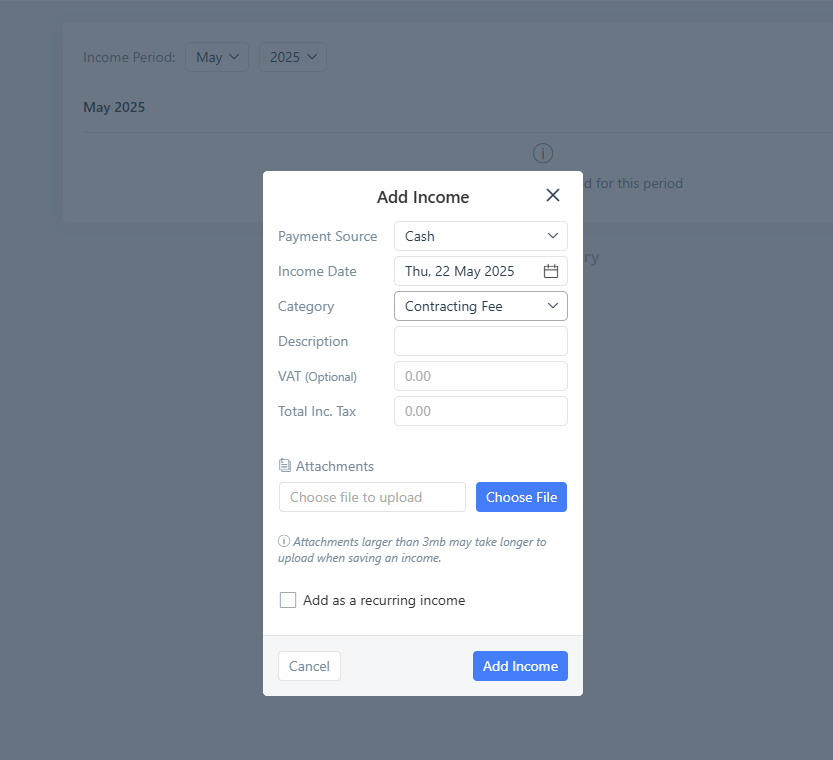 Income Period: May 2025
May 2025
d for this period
ry
Add Income
Payment Source Cash
Income Date Thu, 22 May 2025
Category Contracting Fee
Description
VAT (Optional) 0.00
Total Inc. Tax 0.00
Attachments
Choose file to upload Choose File
Attachments larger than 3mb may take longer to
upload when saving an income.
Add as a recurring income
Cancel Add Income